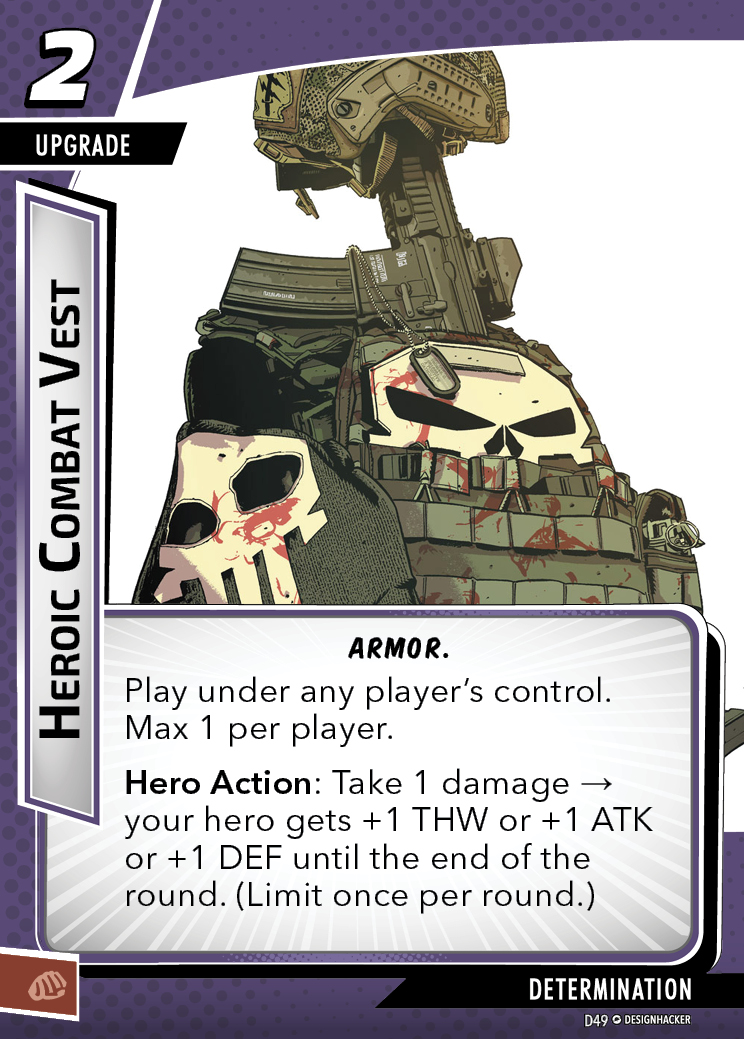 2
UPGRADE
HEROIC COMBAT VEST
ARMOR.
Play under any player's control.
Max 1 per player.
Hero Action: Take 1 damage →
your hero gets +1 THW or +1 ATK
or +1 DEF until the end of the
round. (Limit once per round.)
DETERMINATION
D49 DESIGNHACKER